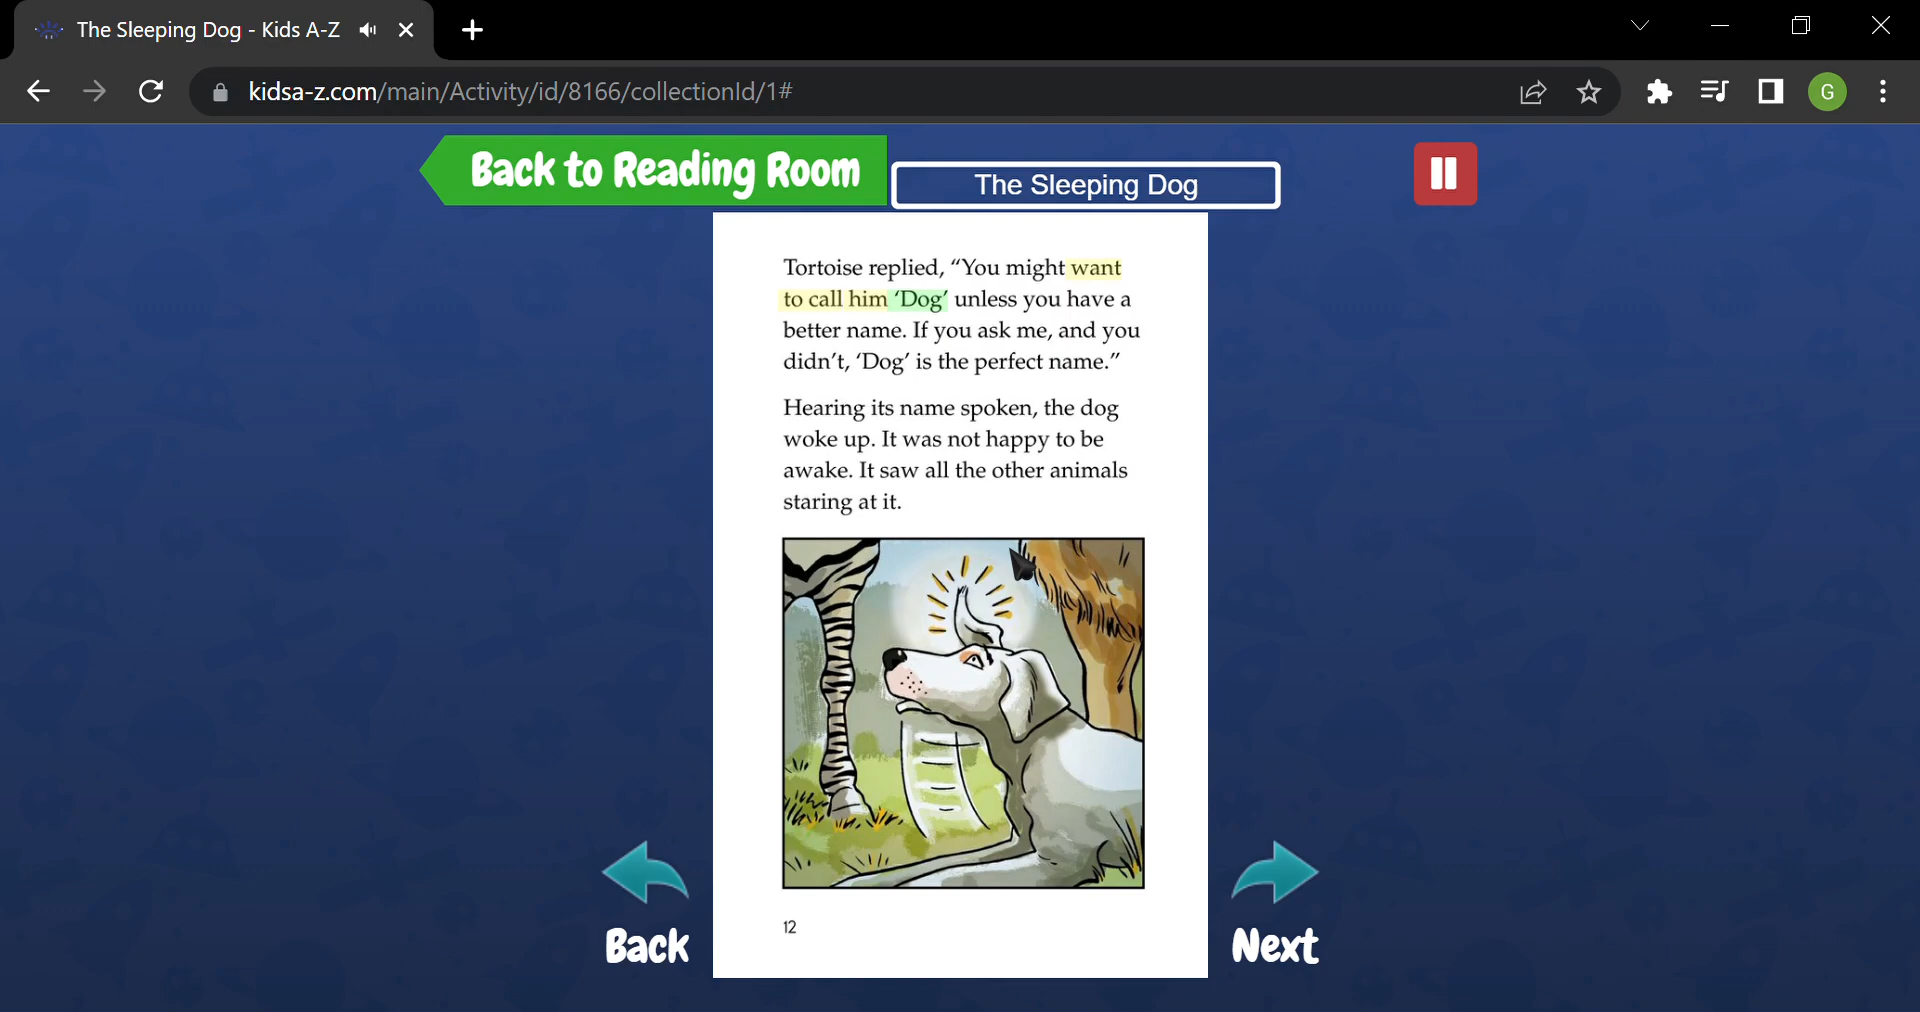 The Sleeping Dog - Kids A-Z
kidsa-z.com/main/Activity/id/8166/collectionId/1#
G
Back to Reading Room
The Sleeping Dog
Tortoise replied, “You might want
to call him ‘Dog’ unless you have a
better name. If you ask me, and you
didn’t, ‘Dog’ is the perfect name.”
Hearing its name spoken, the dog
woke up. It was not happy to be
awake. It saw all the other animals
staring at it.
12
Back
Next